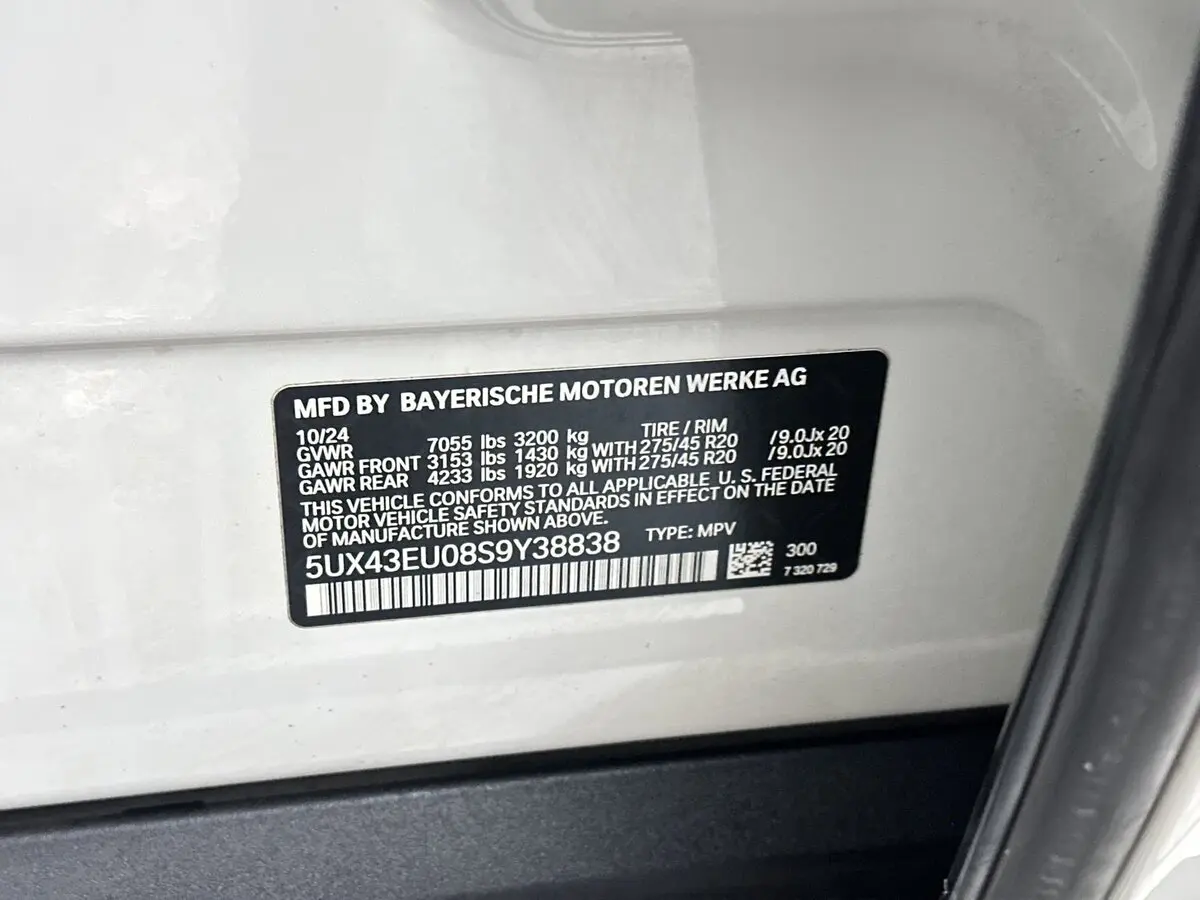 MFD BY BAYERISCHE MOTOREN WERKE AG
10/24 TIRE / RIM
GVWR 7055 lbs 3200 kg
GAWR FRONT 3153 lbs 1430 kg WITH 275/45 R20 /9.0Jx 20
GAWR REAR 4233 lbs 1920 kg WITH 275/45 R20 /9.0Jx 20
THIS VEHICLE CONFORMS TO ALL APPLICABLE U. S. FEDERAL
MOTOR VEHICLE SAFETY STANDARDS IN EFFECT ON THE DATE
OF MANUFACTURE SHOWN ABOVE.
TYPE: MPV
5UX43EU08S9Y38838
300
7 320 729